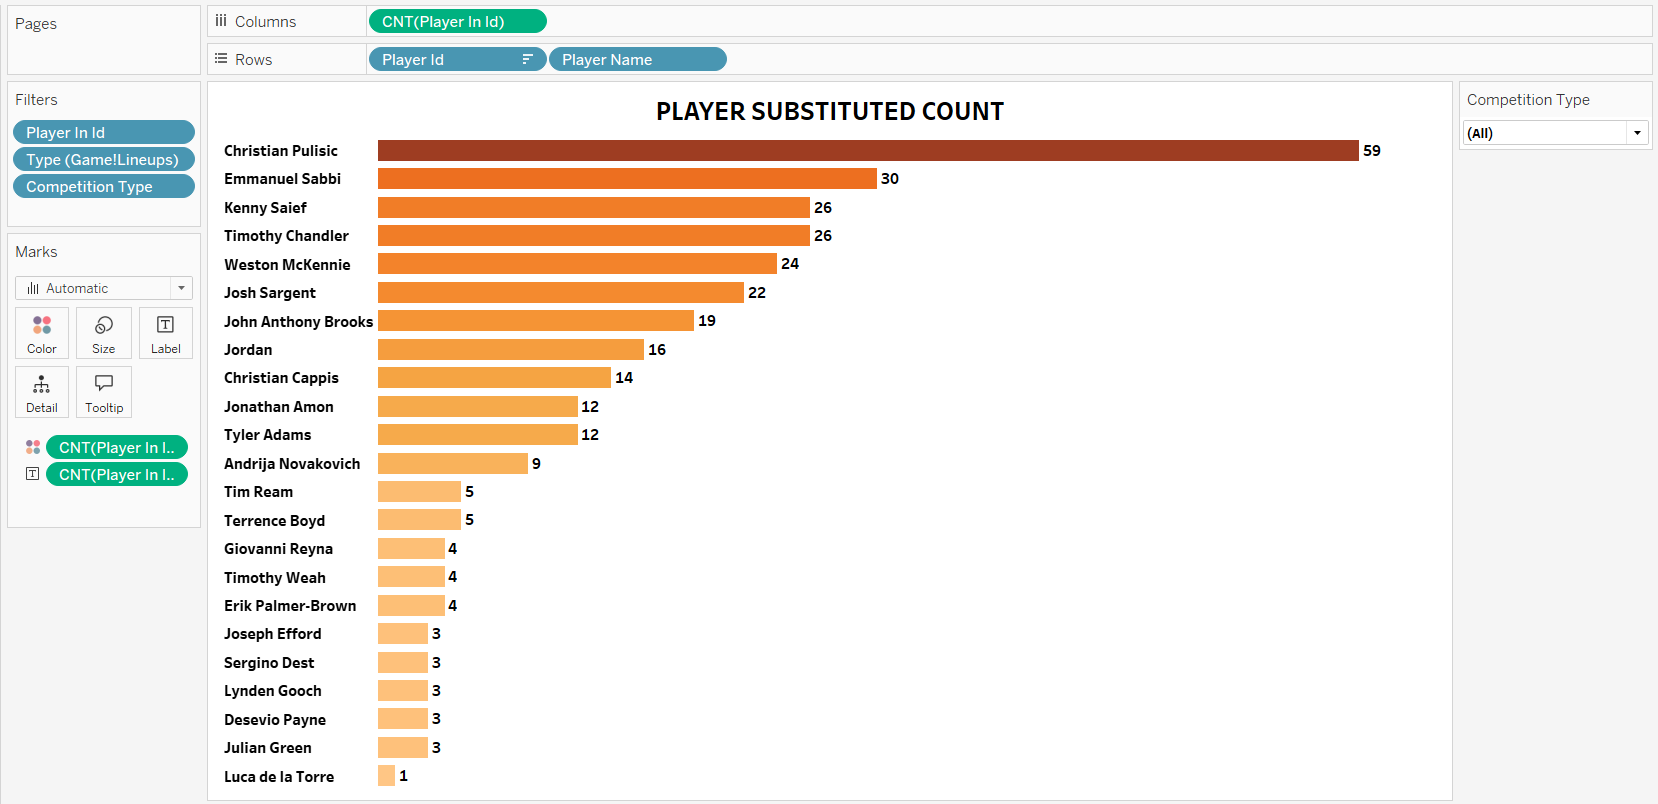 Pages
Columns
CNT(Player In Id)
Rows
Player Id
Player Name
Filters
Player In Id
Type (Game!Lineups)
Competition Type
Marks
Automatic
Color
Size
Label
Detail
Tooltip
CNT(Player In I..
CNT(Player In I..
PLAYER SUBSTITUTED COUNT
Christian Pulisic 59
Emmanuel Sabbi 30
Kenny Saief 26
Timothy Chandler 26
Weston McKennie 24
Josh Sargent 22
John Anthony Brooks 19
Jordan 16
Christian Cappis 14
Jonathan Amon 12
Tyler Adams 12
Andrija Novakovich 9
Tim Ream 5
Terrence Boyd 5
Giovanni Reyna 4
Timothy Weah 4
Erik Palmer-Brown 4
Joseph Efford 3
Sergino Dest 3
Lynden Gooch 3
Desevio Payne 3
Julian Green 3
Luca de la Torre 1
Competition Type
(All)